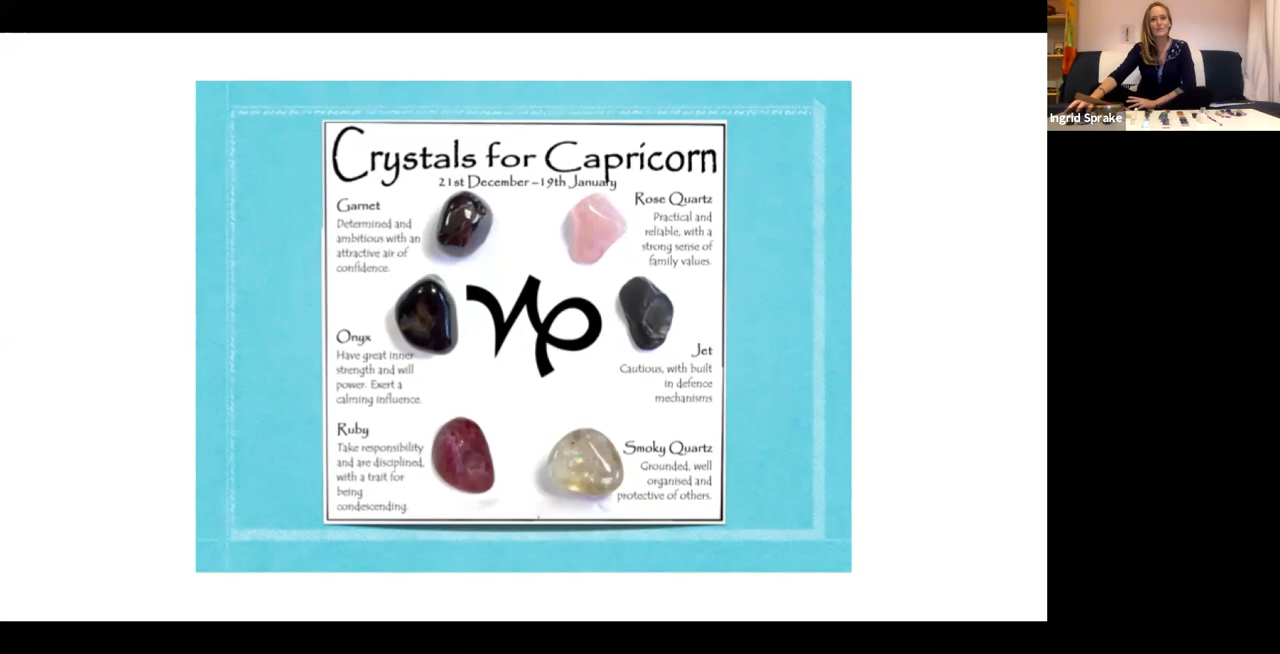 Crystals for Capricorn
21st December – 19th January
Garnet
Determined and
ambitious with an
attractive air of
confidence.
Rose Quartz
Practical and
reliable, with a
strong sense of
family values.
Onyx
Have great inner
strength and will
power. Exert a
calming influence.
Jet
Cautious, with built
in defence
mechanisms
Ruby
Take responsibility
and are disciplined,
with a trait for
being
condescending.
Smoky Quartz
Grounded, well
organised and
protective of others.
Ingrid Sprake